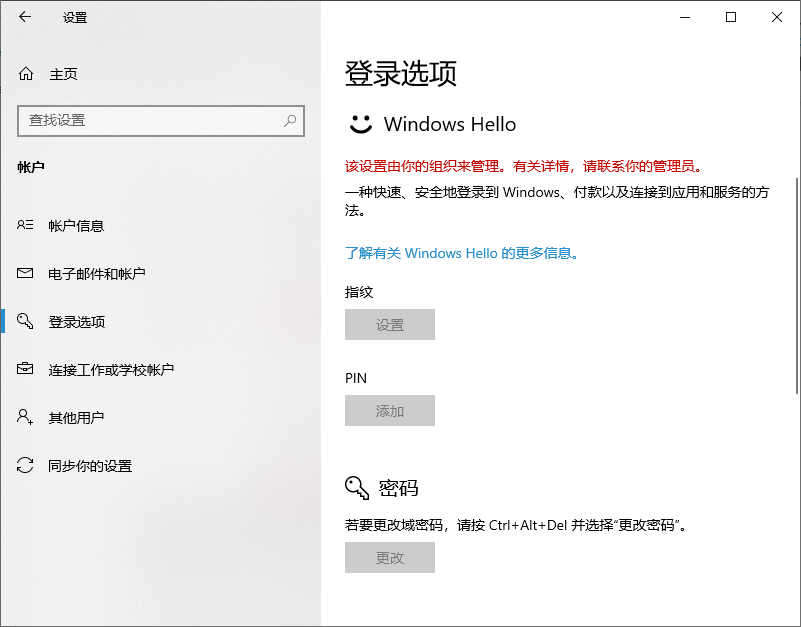 设置
主页
查找设置
帐户
帐户信息
电子邮件和帐户
登录选项
连接工作或学校帐户
其他用户
同步你的设置
登录选项
Windows Hello
该设置由你的组织来管理。有关详情，请联系你的管理员。
一种快速、安全地登录到 Windows、付款以及连接到应用和服务的方
法。
了解有关 Windows Hello 的更多信息。
指纹
设置
PIN
添加
密码
若要更改域密码，请按 Ctrl+Alt+Del 并选择“更改密码”。
更改